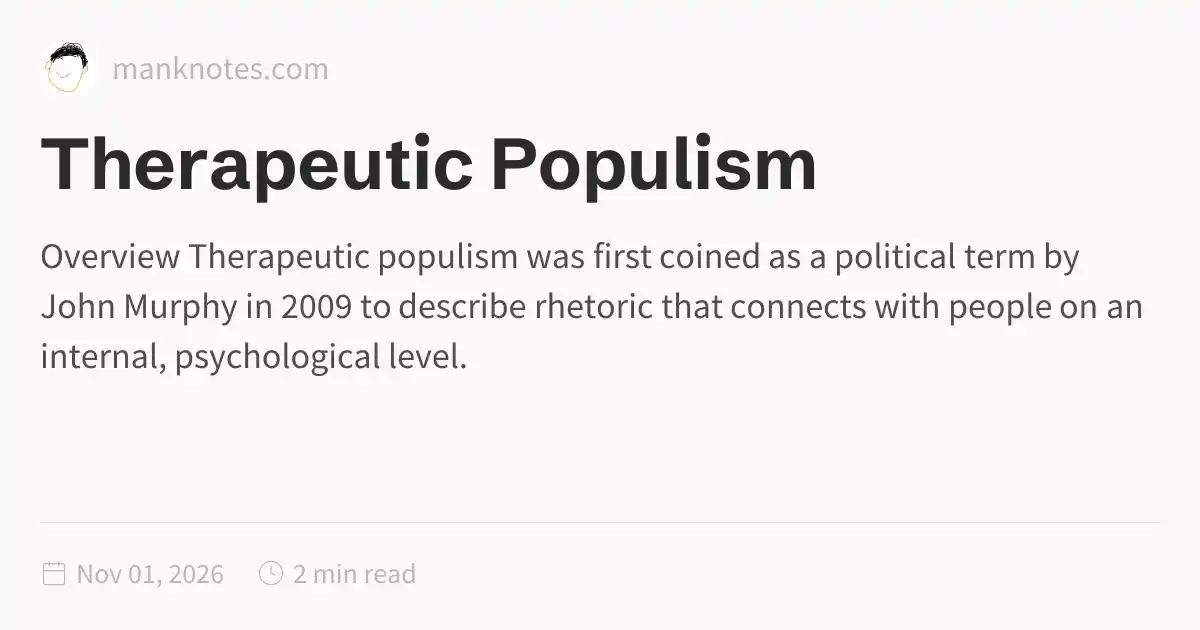 manknotes.com
Therapeutic Populism
Overview Therapeutic populism was first coined as a political term by
John Murphy in 2009 to describe rhetoric that connects with people on an
internal, psychological level.
Nov 01, 2026
2 min read